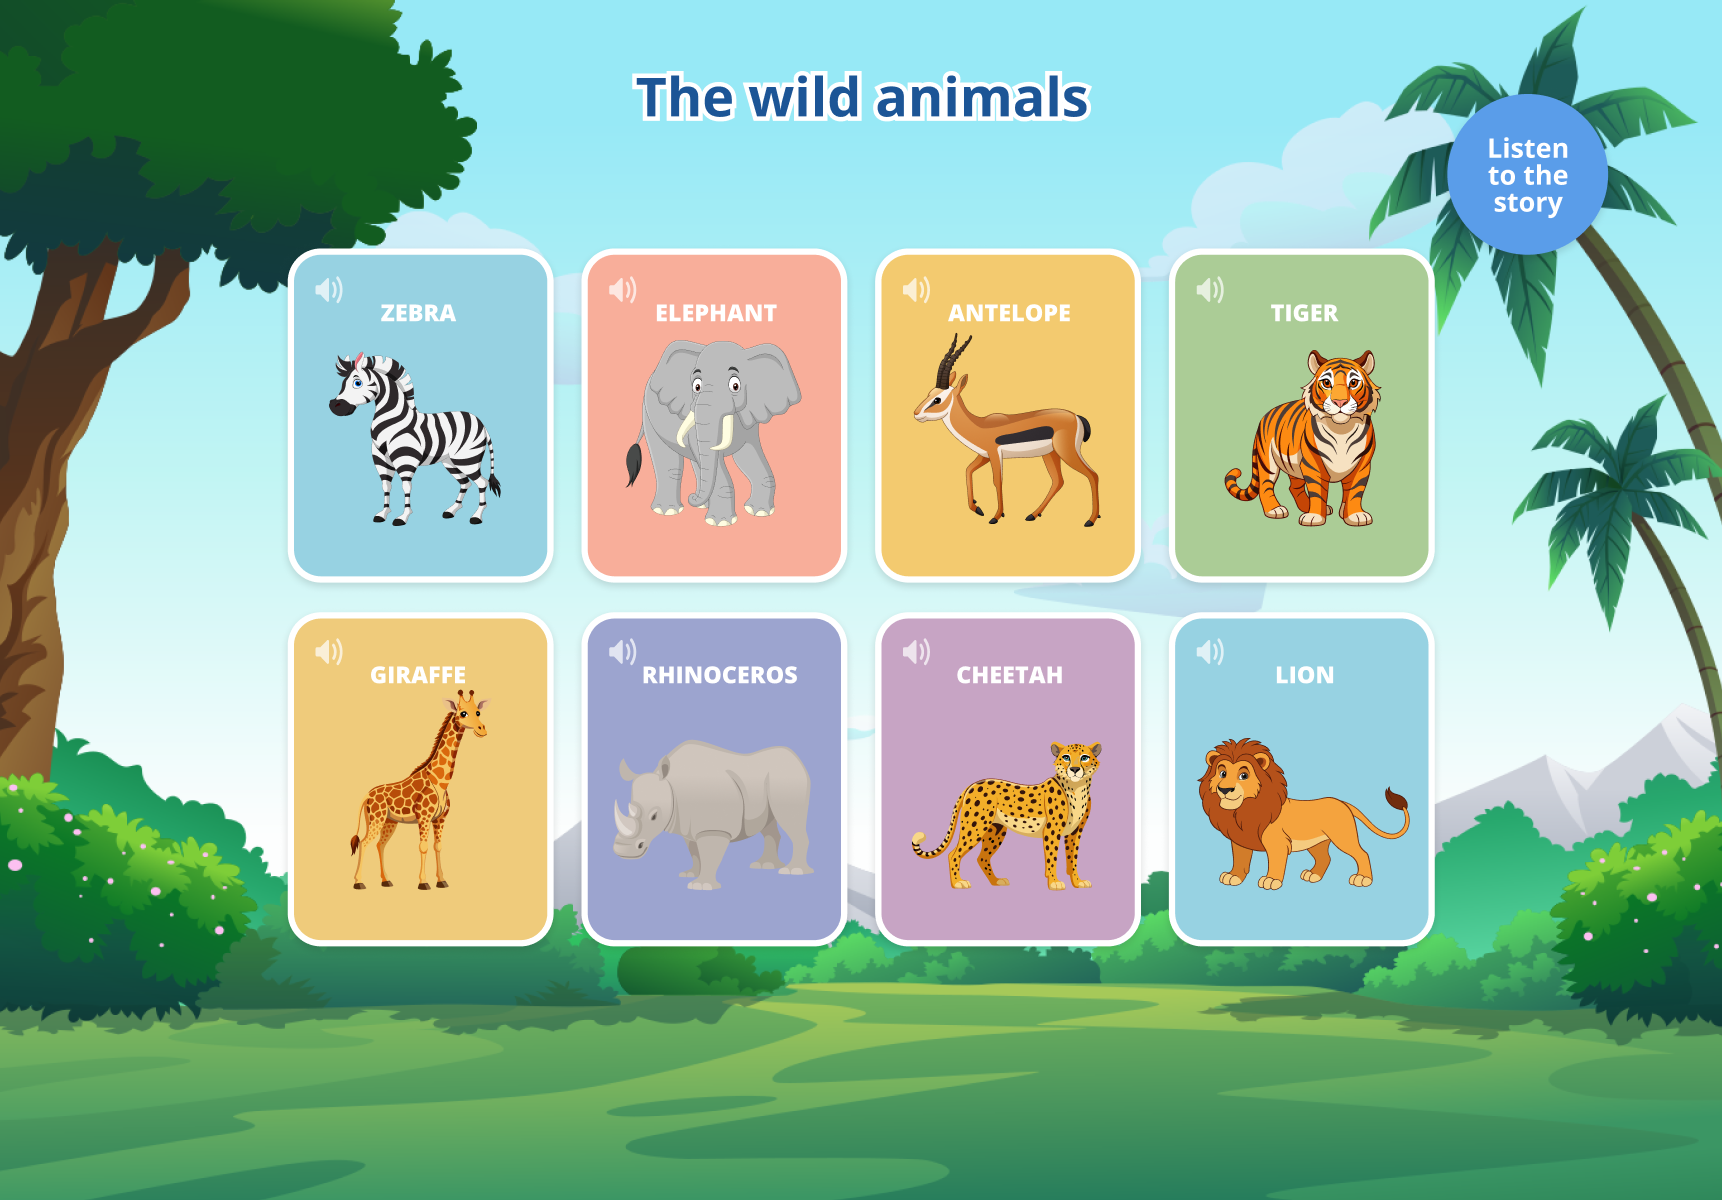 The wild animals
Listen
to the
story
ZEBRA
ELEPHANT
ANTELOPE
TIGER
GIRAFFE
RHINOCEROS
CHEETAH
LION